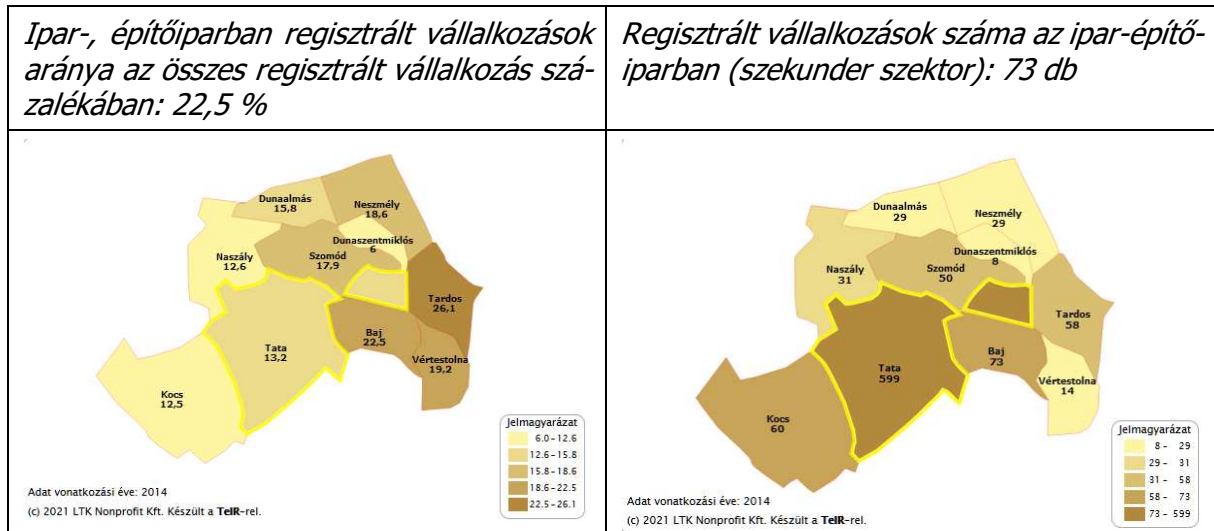 Ipar-, építőiparban regisztrált vállalkozások
aránya az összes regisztrált vállalkozás szá-
zalékában: 22,5 %
Regisztrált vállalkozások száma az ipar-építő-
iparban (szekunder szektor): 73 db
Dunaalmás
15,8
Neszmély
18,6
Dunaszentmiklós
6
Naszály
12,6
Szomód
17,9
Tardos
26,1
Baj
22,5
Vértestolna
19,2
Tata
13,2
Kocs
12,5
Jelmagyarázat
6.0-12.6
12.6-15.8
15.8-18.6
18.6-22.5
22.5-26.1
Adat vonatkozási éve: 2014
(c) 2021 LTK Nonprofit Kft. Készült a TeIR-rel.
Dunaalmás
29
Neszmély
29
Dunaszentmiklós
8
Naszály
31
Szomód
50
Tardos
58
Baj
73
Vértestolna
14
Tata
599
Kocs
60
Jelmagyarázat
8 - 29
29 - 31
31 - 58
58 - 73
73 - 599
Adat vonatkozási éve: 2014
(c) 2021 LTK Nonprofit Kft. Készült a TeIR-rel.